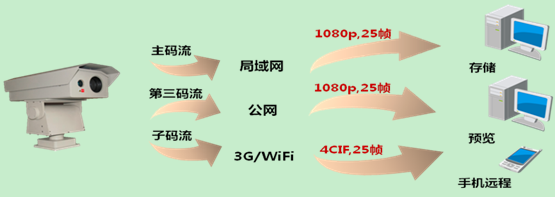 主码流
局域网
1080p,25帧
存储
第三码流
公网
1080p,25帧
预览
子码流
3G/WiFi
4CIF,25帧
手机远程